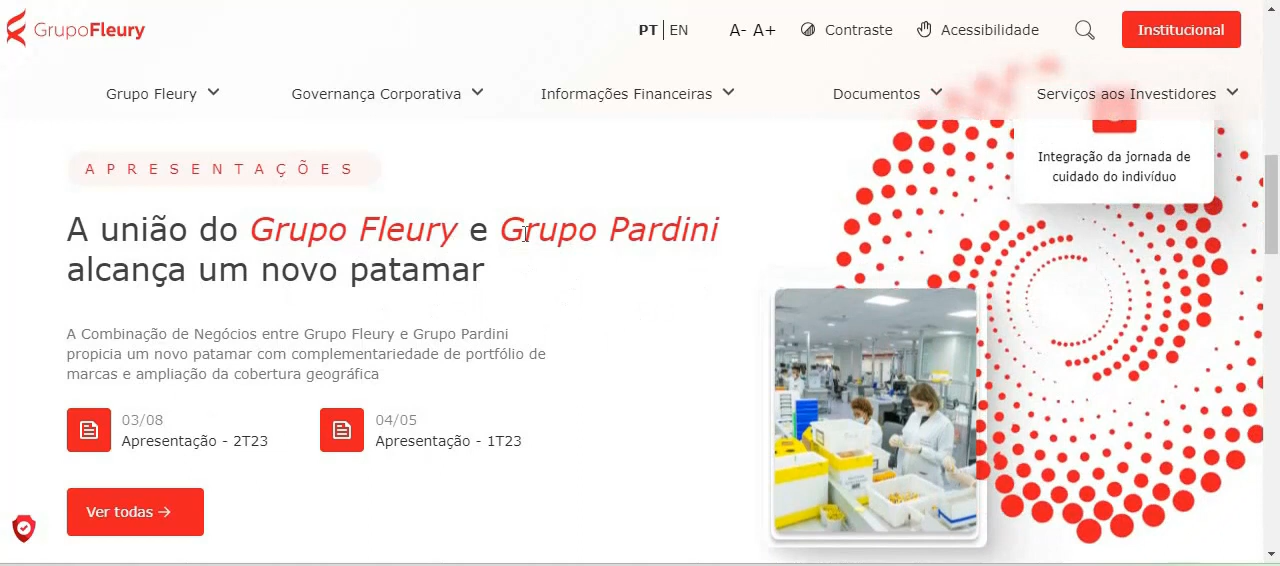 GrupoFleury
PT | EN
A- A+
Contraste
Acessibilidade
Institucional
Grupo Fleury
Governança Corporativa
Informações Financeiras
Documentos
Serviços aos Investidores
Integração da jornada de
cuidado do indivíduo
APRESENTAÇÕES
A união do Grupo Fleury e Grupo Pardini
alcança um novo patamar
A Combinação de Negócios entre Grupo Fleury e Grupo Pardini
propicia um novo patamar com complementariedade de portfólio de
marcas e ampliação da cobertura geográfica
03/08
Apresentação - 2T23
04/05
Apresentação - 1T23
Ver todas